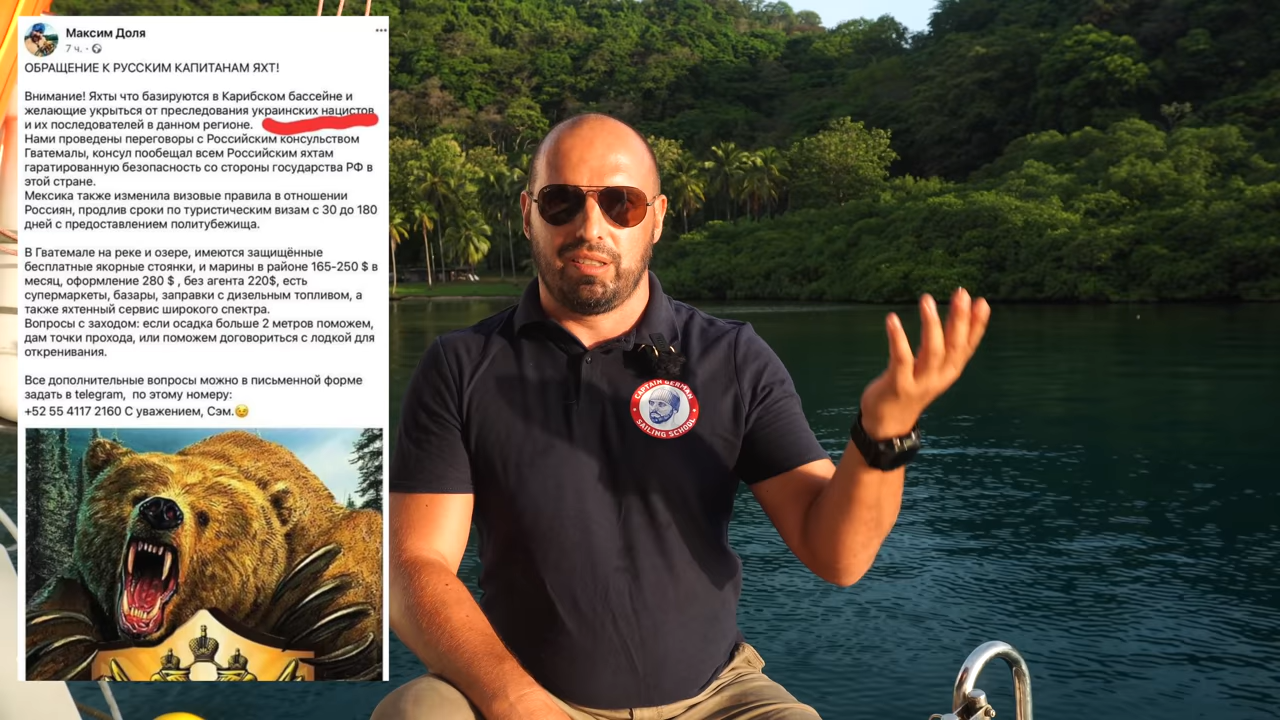 Максим Доля
7 ч. ·
ОБРАЩЕНИЕ К РУССКИМ КАПИТАНАМ ЯХТ!
Внимание! Яхты что базируются в Карибском бассейне и
желающие укрыться от преследования украинских нацистов
и их последователей в данном регионе.
Нами проведены переговоры с Российским консульством
Гватемалы, консул пообещал всем Российским яхтам
гаратированную безопасность со стороны государства РФ в
этой стране.
Мексика также изменила визовые правила в отношении
Россиян, продлив сроки по туристическим визам с 30 до 180
дней с предоставлением политубежища.
В Гватемале на реке и озере, имеются защищённые
бесплатные якорные стоянки, и марины в районе 165-250 $ в
месяц, оформление 280 $ , без агента 220$, есть
супермаркеты, базары, заправки с дизельным топливом, а
также яхтенный сервис широкого спектра.
Вопросы с заходом: если осадка больше 2 метров поможем,
дам точки прохода, или поможем договориться с лодкой для
откренивания.
Все дополнительные вопросы можно в письменной форме
задать в telegram, по этому номеру:
+52 55 4117 2160 С уважением, Сэм.😉
CAPTAIN GERMAN
SAILING SCHOOL